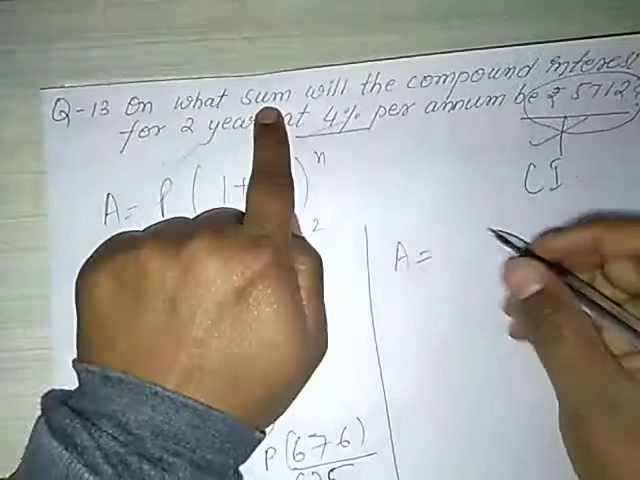 Q-13 On what sum will the compound interest
for 2 years at 4% per annum be ₹ 5712?
CI
A= P(1+ )ⁿ
2
A=
P(676)
625